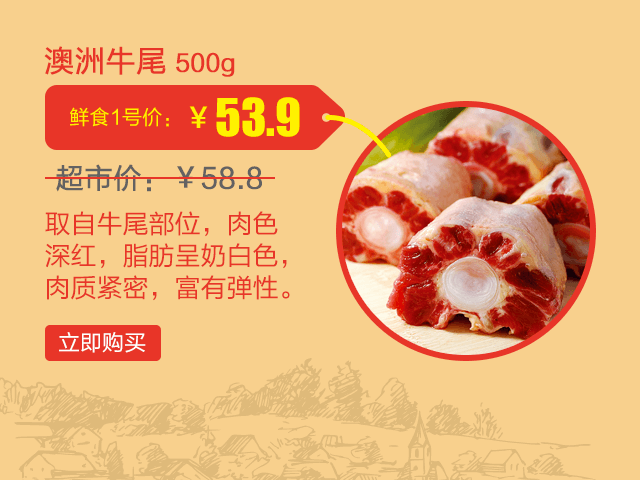 澳洲牛尾 500g
鲜食1号价：￥53.9
超市价：￥58.8
取自牛尾部位，肉色
深红，脂肪呈奶白色，
肉质紧密，富有弹性。
立即购买